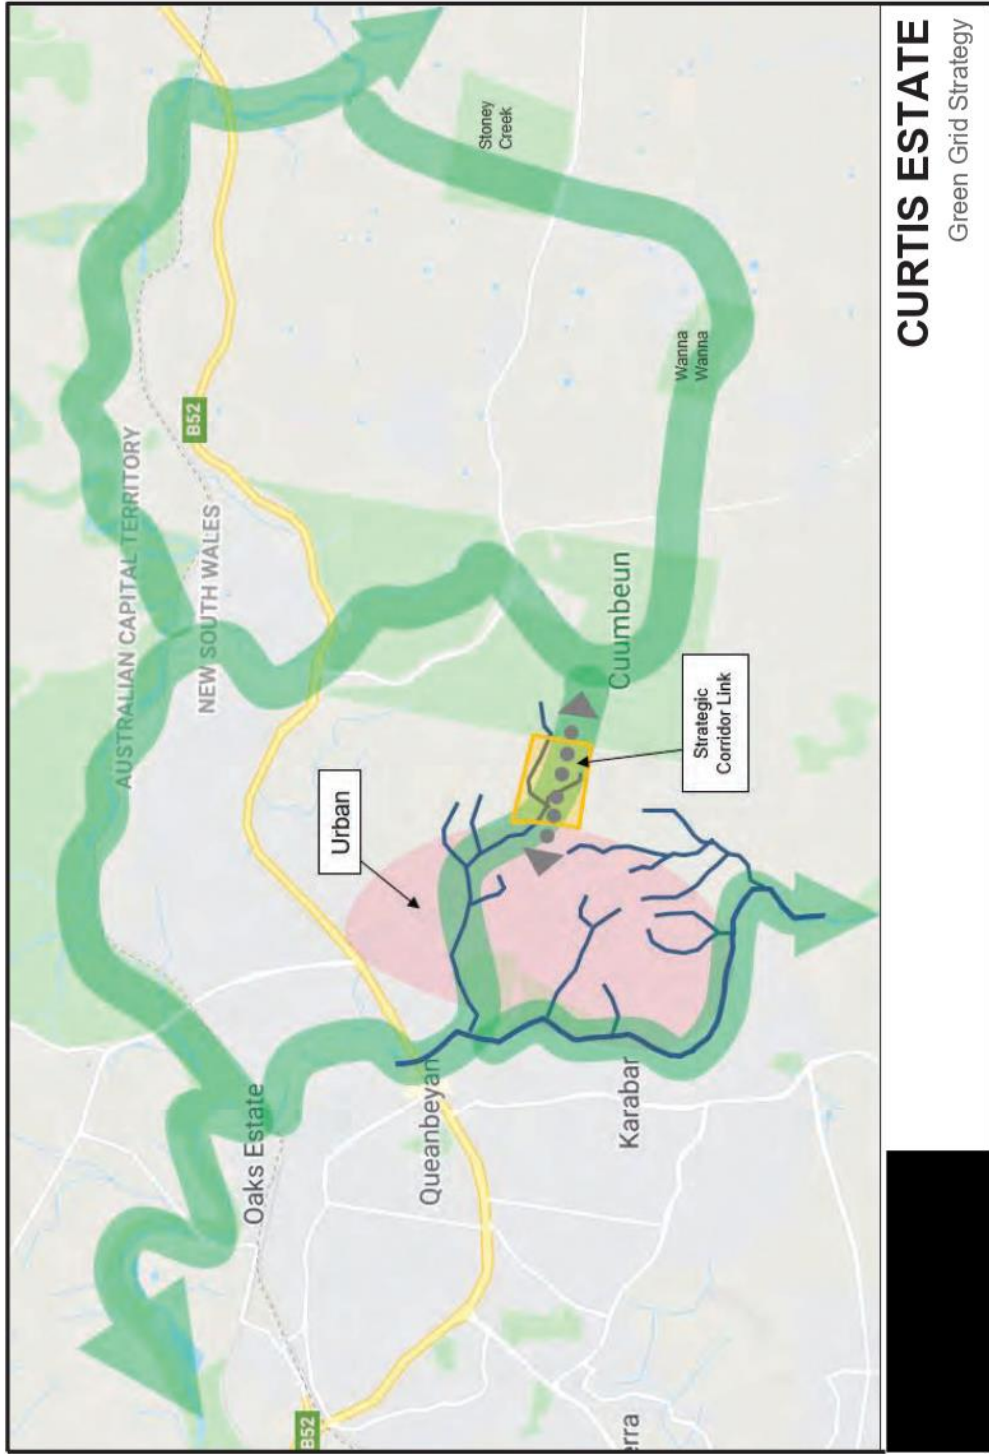 CURTIS ESTATE
Green Grid Strategy
AUSTRALIAN CAPITAL TERRITORY
NEW SOUTH WALES
B52
B52
Stoney
Creek
Wanna
Wanna
Cuumbeun
Strategic
Corridor Link
Urban
Oaks Estate
Queanbeyan
Karabar
rra